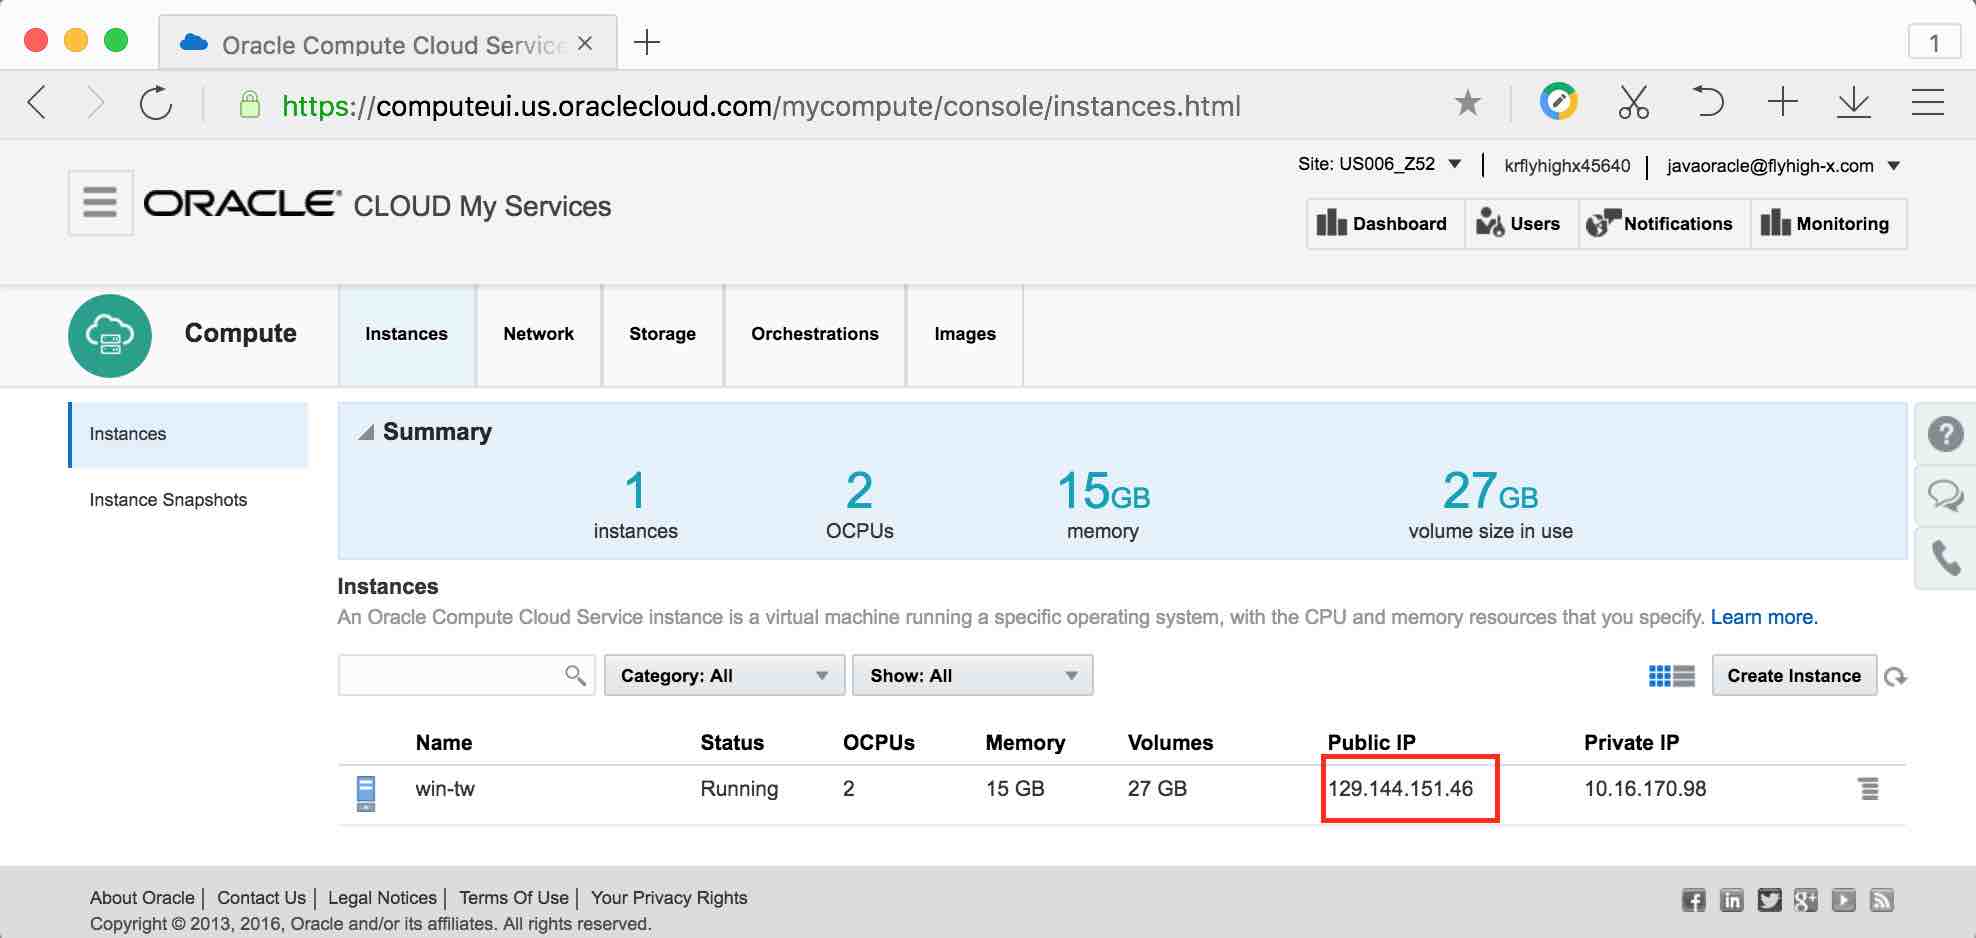 Oracle Compute Cloud Service
1
https://computeui.us.oraclecloud.com/mycompute/console/instances.html
Site: US006_Z52 krflyhighx45640 javaoracle@flyhigh-x.com
ORACLE CLOUD My Services
Dashboard Users Notifications Monitoring
Compute Instances Network Storage Orchestrations Images
Instances
Instance Snapshots
Summary
1 2 15GB 27GB
instances OCPUs memory volume size in use
Instances
An Oracle Compute Cloud Service instance is a virtual machine running a specific operating system, with the CPU and memory resources that you specify. Learn more.
Category: All Show: All Create Instance
Name Status OCPUs Memory Volumes Public IP Private IP
win-tw Running 2 15 GB 27 GB 129.144.151.46 10.16.170.98
About Oracle | Contact Us | Legal Notices | Terms Of Use | Your Privacy Rights
Copyright © 2013, 2016, Oracle and/or its affiliates. All rights reserved.